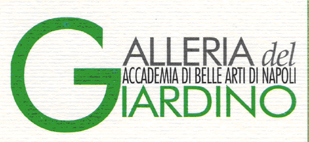 GALLERIA del
ACCADEMIA DI BELLE ARTI DI NAPOLI
GIARDINO